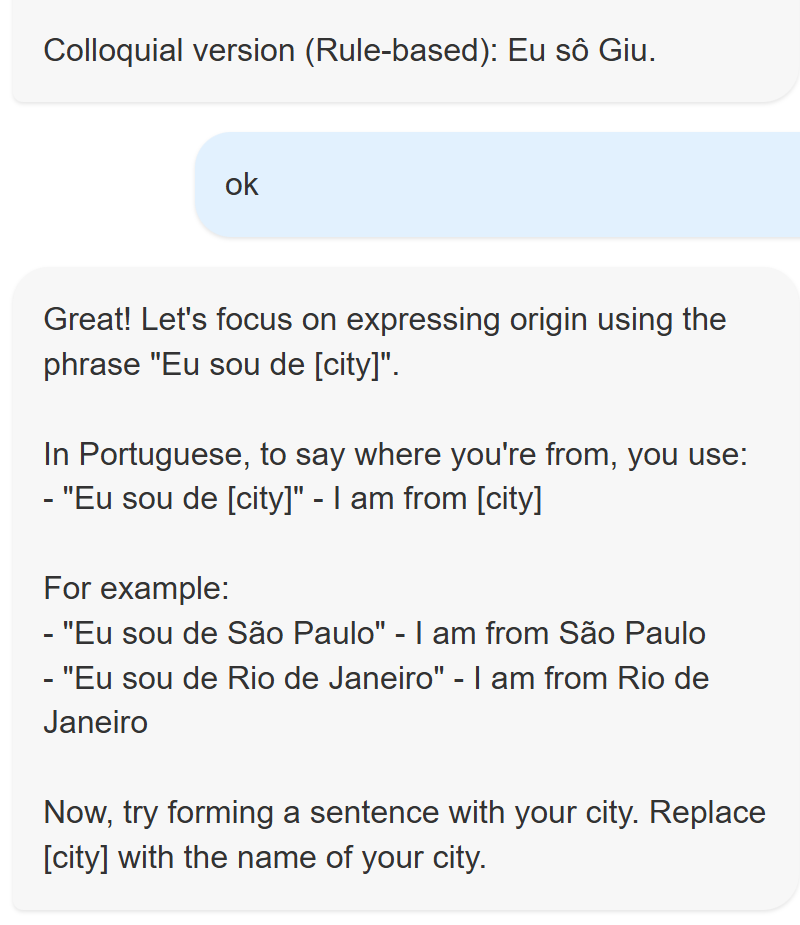 Colloquial version (Rule-based): Eu sô Giu.
ok
Great! Let's focus on expressing origin using the
phrase "Eu sou de [city]".
In Portuguese, to say where you're from, you use:
- "Eu sou de [city]" - I am from [city]
For example:
- "Eu sou de São Paulo" - I am from São Paulo
- "Eu sou de Rio de Janeiro" - I am from Rio de
Janeiro
Now, try forming a sentence with your city. Replace
[city] with the name of your city.